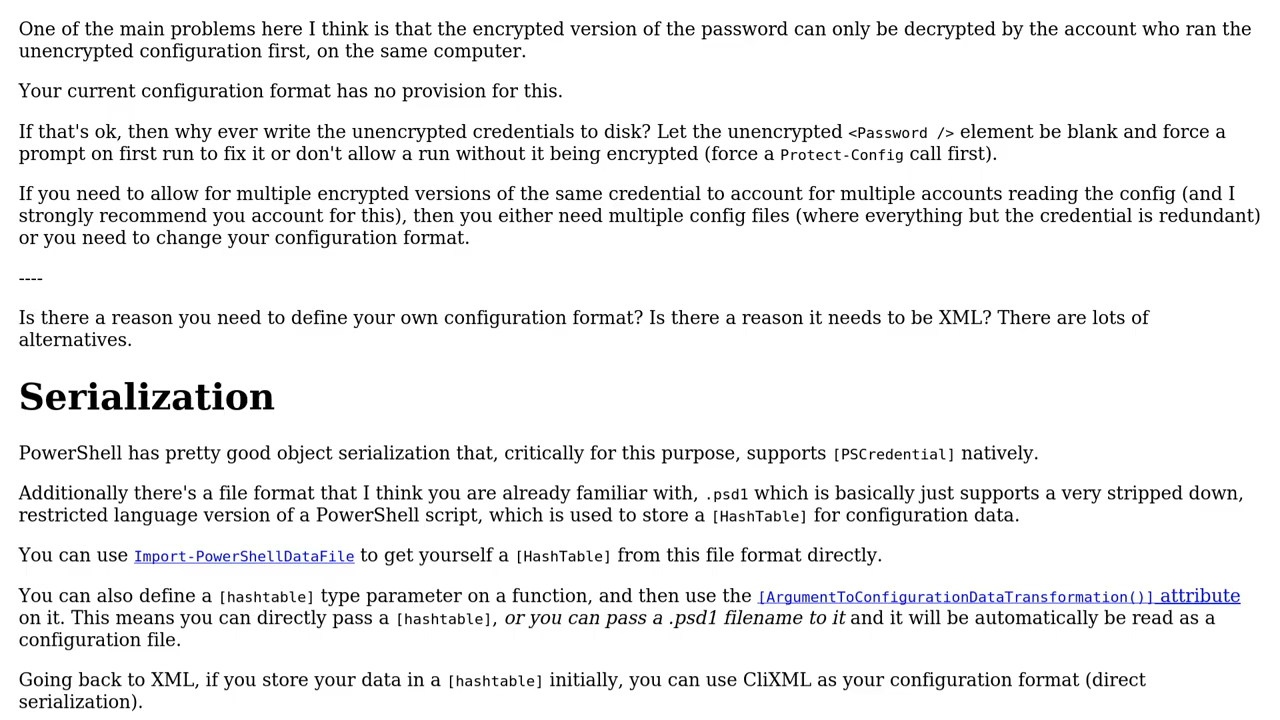 One of the main problems here I think is that the encrypted version of the password can only be decrypted by the account who ran the
unencrypted configuration first, on the same computer.
Your current configuration format has no provision for this.
If that's ok, then why ever write the unencrypted credentials to disk? Let the unencrypted <Password /> element be blank and force a
prompt on first run to fix it or don't allow a run without it being encrypted (force a Protect-Config call first).
If you need to allow for multiple encrypted versions of the same credential to account for multiple accounts reading the config (and I
strongly recommend you account for this), then you either need multiple config files (where everything but the credential is redundant)
or you need to change your configuration format.
----
Is there a reason you need to define your own configuration format? Is there a reason it needs to be XML? There are lots of
alternatives.
Serialization
PowerShell has pretty good object serialization that, critically for this purpose, supports [PSCredential] natively.
Additionally there's a file format that I think you are already familiar with, .psd1 which is basically just supports a very stripped down,
restricted language version of a PowerShell script, which is used to store a [HashTable] for configuration data.
You can use Import-PowerShellDataFile to get yourself a [HashTable] from this file format directly.
You can also define a [hashtable] type parameter on a function, and then use the [ArgumentToConfigurationDataTransformation()] attribute
on it. This means you can directly pass a [hashtable], or you can pass a .psd1 filename to it and it will be automatically be read as a
configuration file.
Going back to XML, if you store your data in a [hashtable] initially, you can use CliXML as your configuration format (direct
serialization).